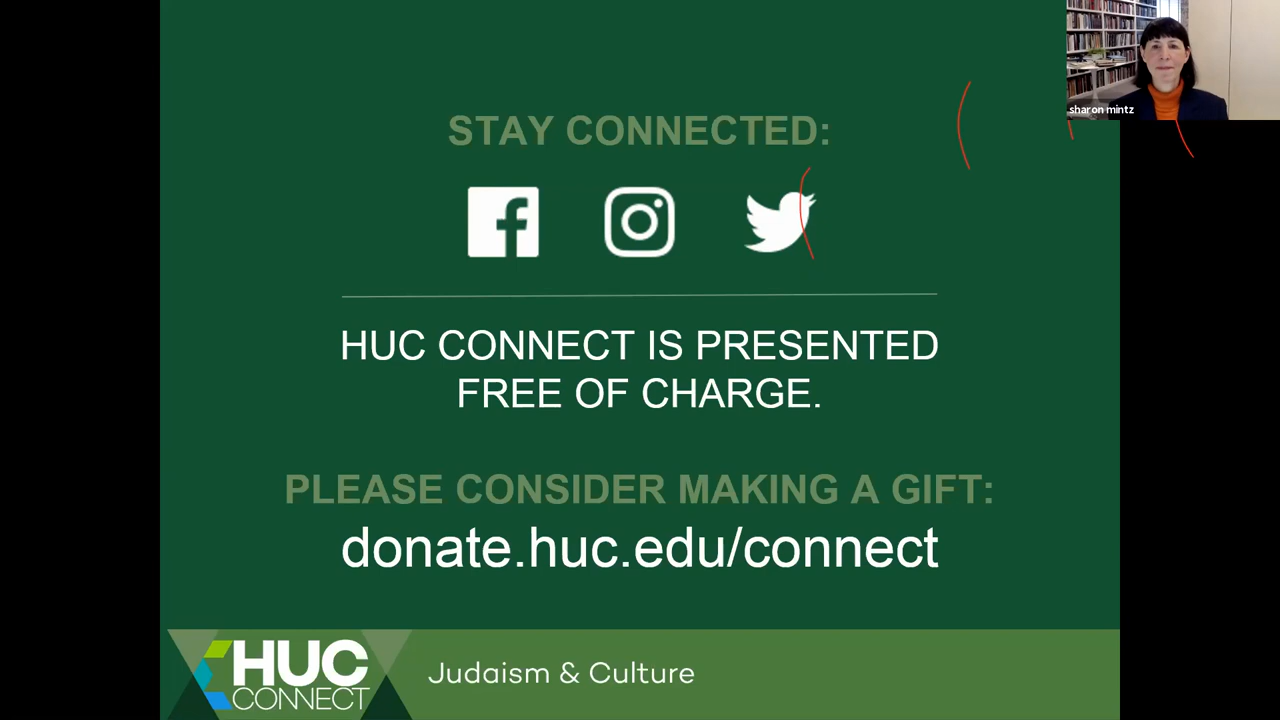 sharon mintz
STAY CONNECTED:
HUC CONNECT IS PRESENTED
FREE OF CHARGE.
PLEASE CONSIDER MAKING A GIFT:
donate.huc.edu/connect
HUC
CONNECT
Judaism & Culture